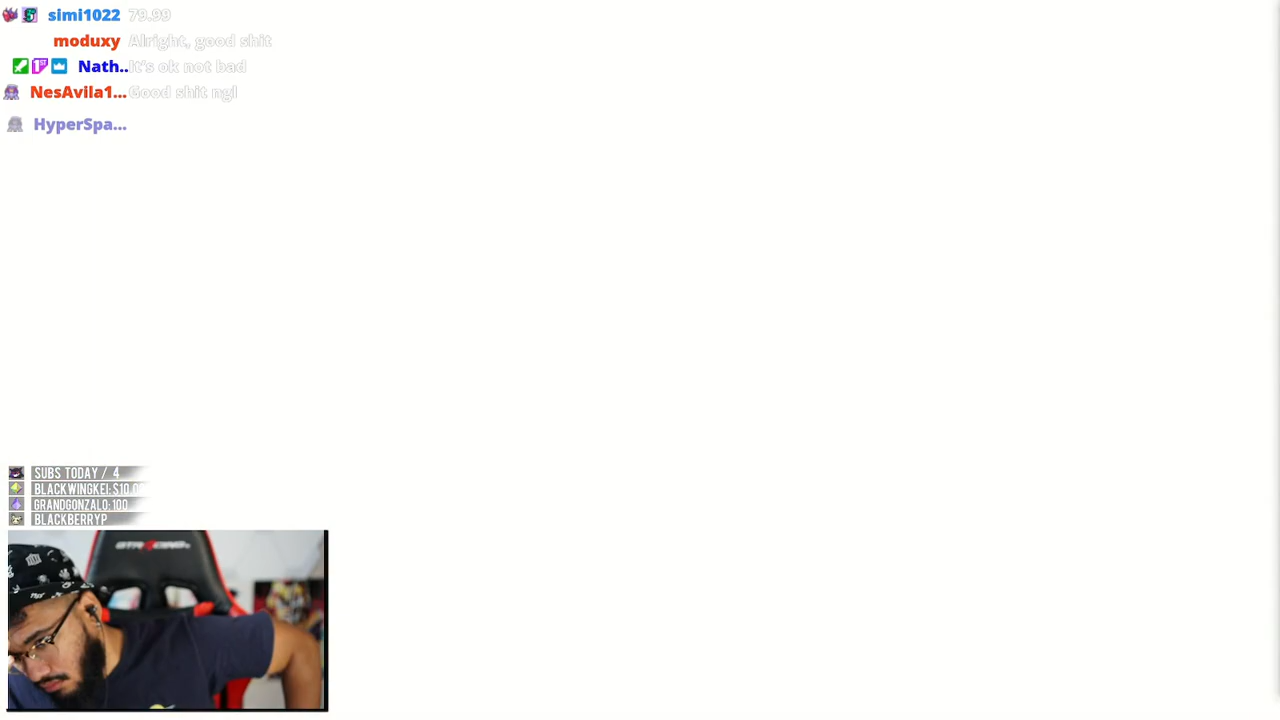 simi1022 79.99
moduxy Alright, good shit
Nath.. It's ok not bad
NesAvila1... Good shit ngl
HyperSpa...
SUBS TODAY / 4
BLACKWINGKEI: $10.00
GRANDGONZALO: 100
BLACKBERRYP
GTRACING